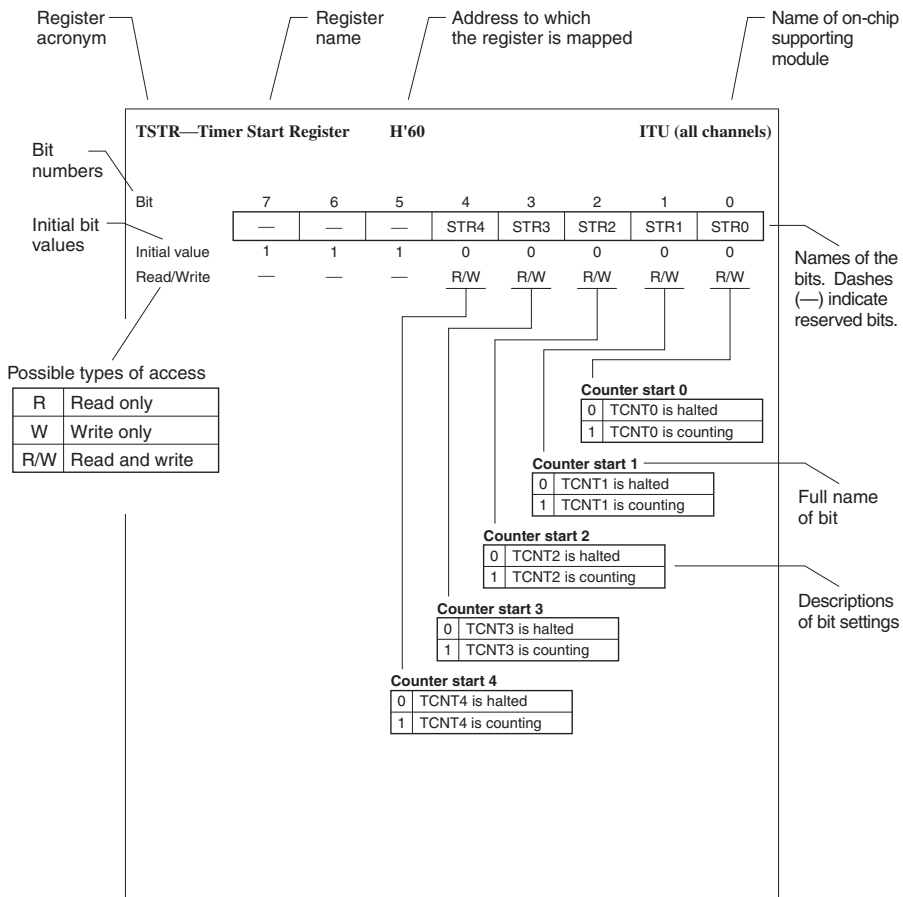 Register acronym
Register name
Address to which the register is mapped
Name of on-chip supporting module
TSTR—Timer Start Register H'60 ITU (all channels)
Bit numbers
Bit 7 6 5 4 3 2 1 0
— — — STR4 STR3 STR2 STR1 STR0
Initial bit values
Initial value 1 1 1 0 0 0 0 0
Read/Write — — — R/W R/W R/W R/W R/W
Names of the bits. Dashes (—) indicate reserved bits.
Possible types of access
R Read only
W Write only
R/W Read and write
Counter start 0
0 TCNT0 is halted
1 TCNT0 is counting
Counter start 1
0 TCNT1 is halted
1 TCNT1 is counting
Full name of bit
Counter start 2
0 TCNT2 is halted
1 TCNT2 is counting
Descriptions of bit settings
Counter start 3
0 TCNT3 is halted
1 TCNT3 is counting
Counter start 4
0 TCNT4 is halted
1 TCNT4 is counting